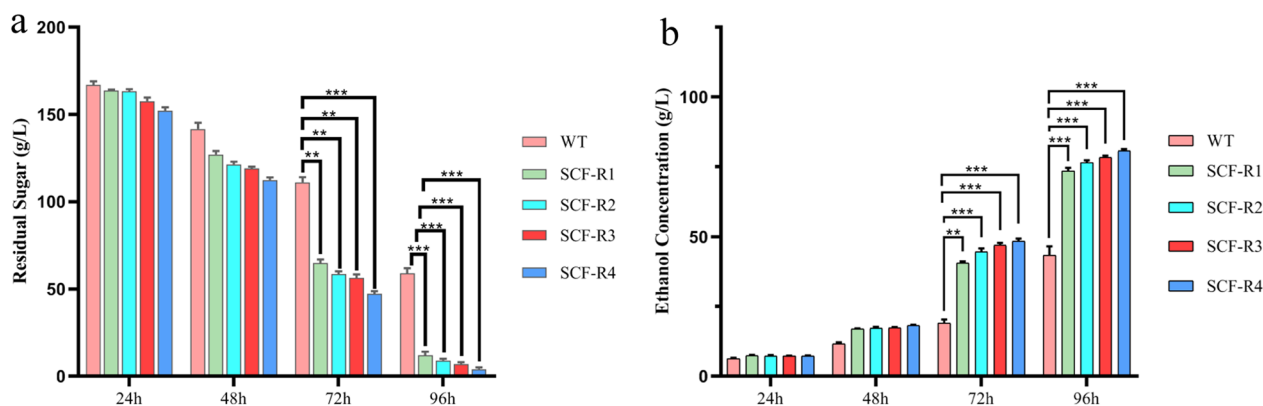 a
Residual Sugar (g/L)
200
150
100
50
0
24h
48h
72h
96h
**
**
**
***
***
***
***
***
WT
SCF-R1
SCF-R2
SCF-R3
SCF-R4
b
Ethanol Concentration (g/L)
100
50
0
24h
48h
72h
96h
**
***
***
***
***
***
***
***
WT
SCF-R1
SCF-R2
SCF-R3
SCF-R4